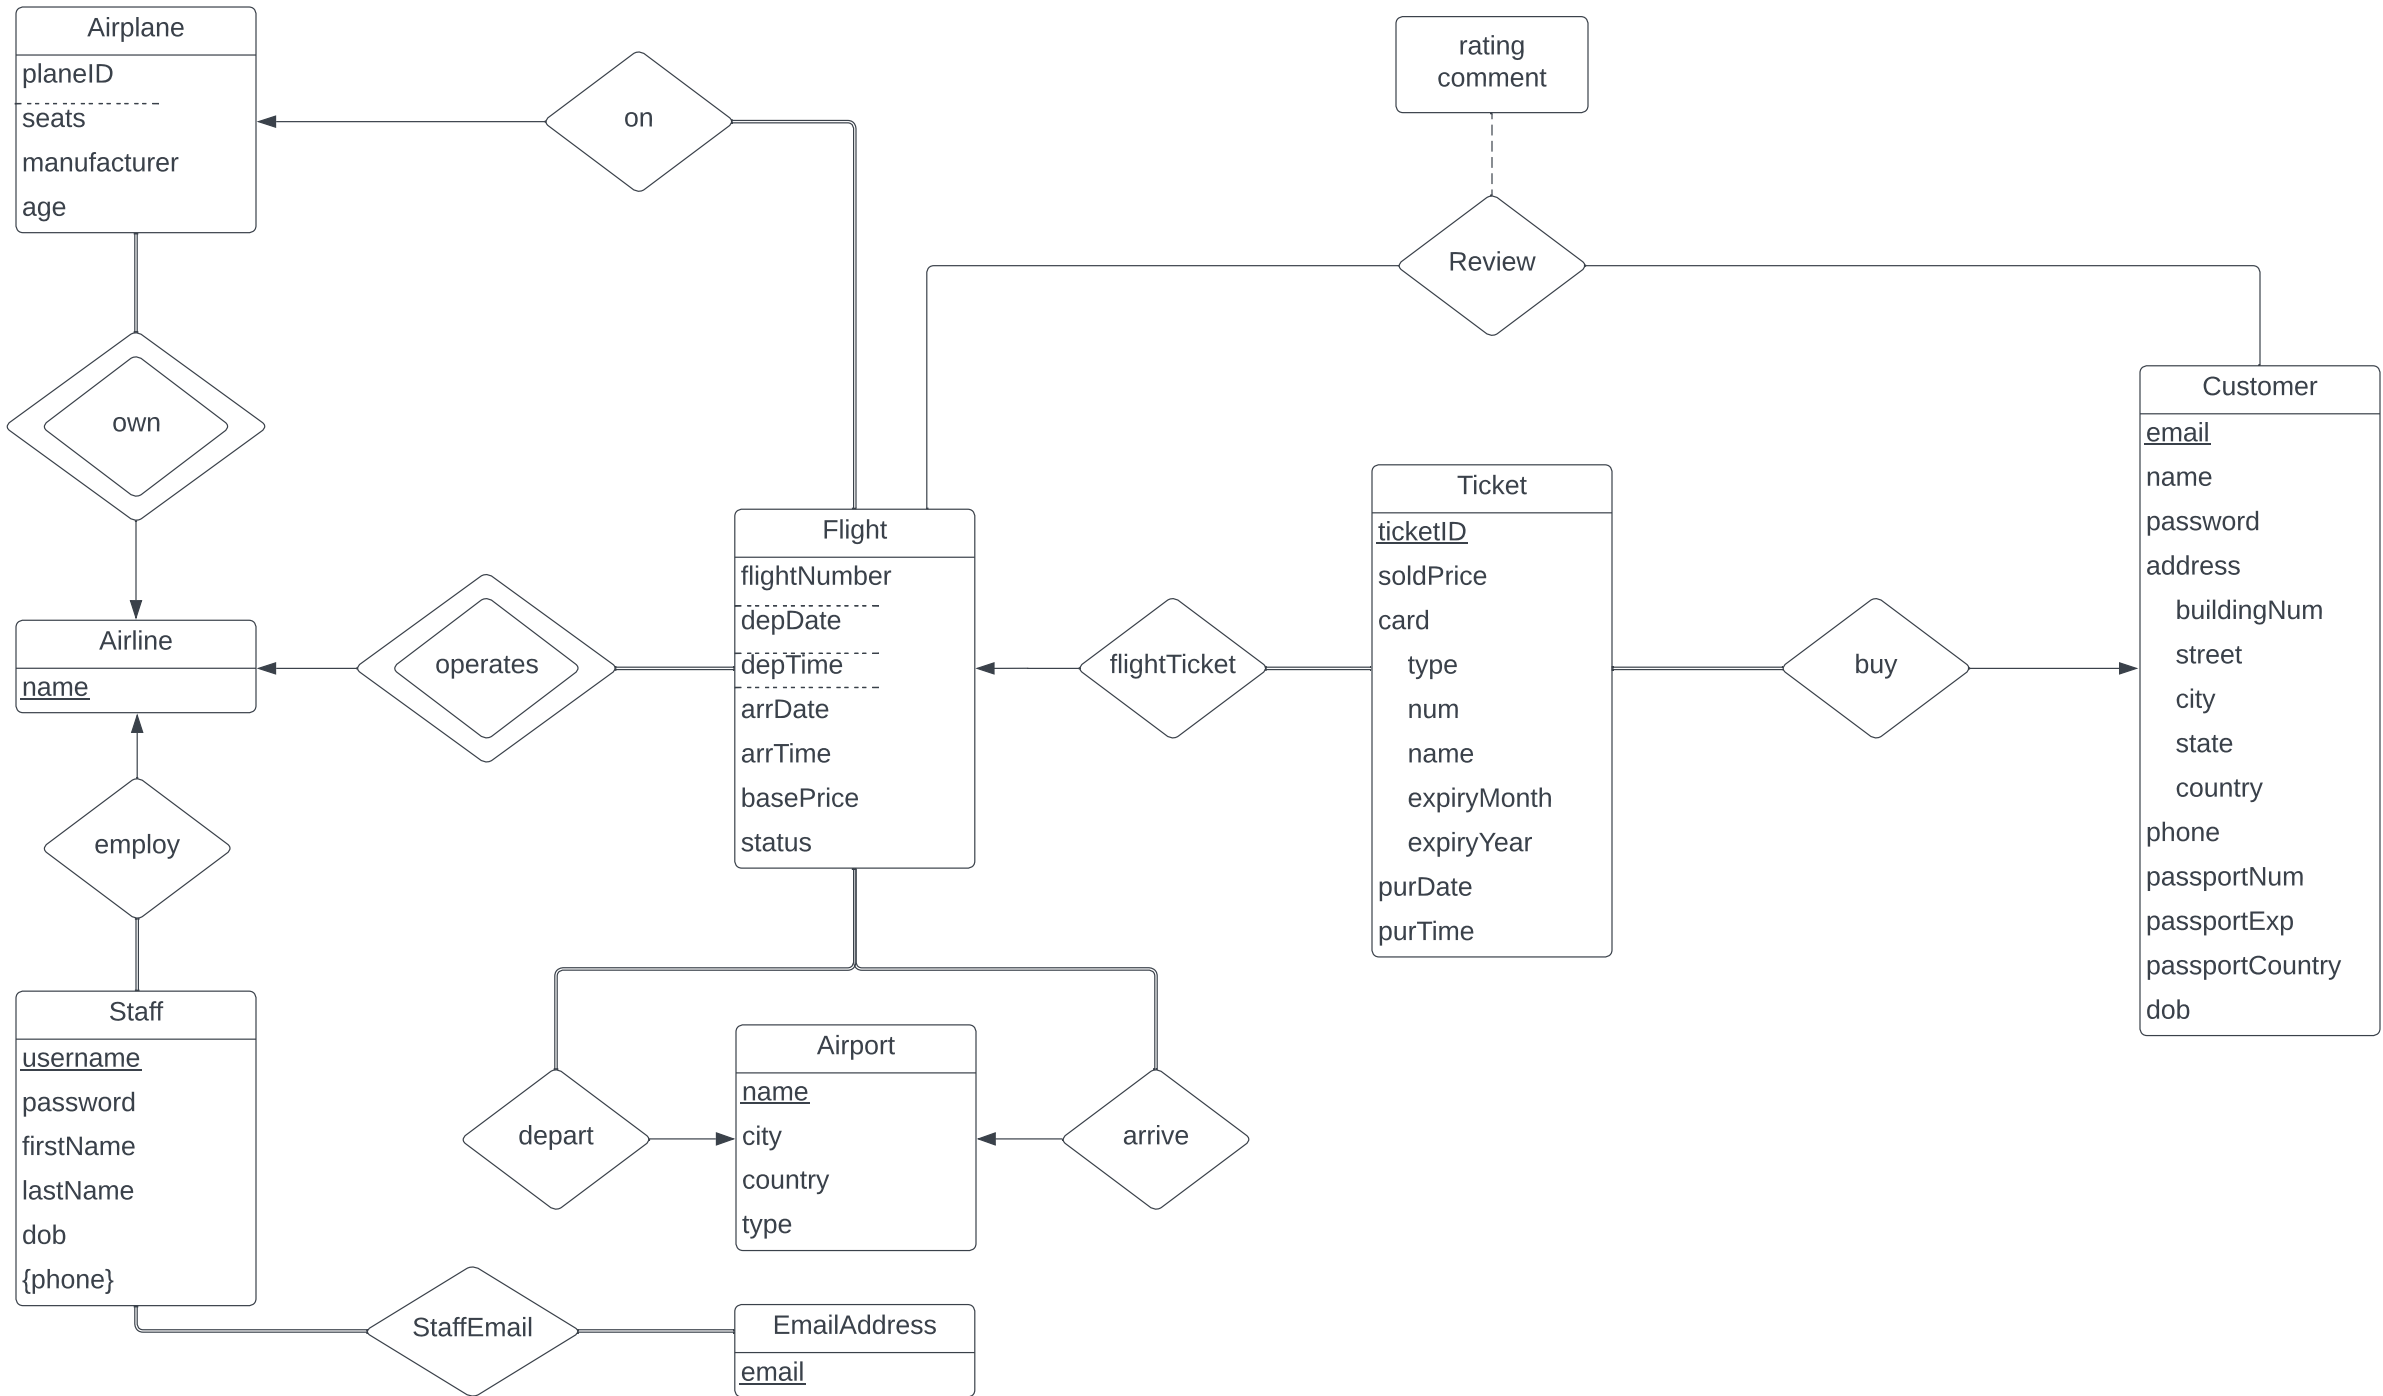 Airplane
planeID
seats
manufacturer
age
on
rating
comment
Review
own
Airline
name
operates
employ
Flight
flightNumber
depDate
depTime
arrDate
arrTime
basePrice
status
flightTicket
Ticket
ticketID
soldPrice
card
type
num
name
expiryMonth
expiryYear
purDate
purTime
buy
Customer
email
name
password
address
buildingNum
street
city
state
country
phone
passportNum
passportExp
passportCountry
dob
Staff
username
password
firstName
lastName
dob
{phone}
depart
Airport
name
city
country
type
arrive
StaffEmail
EmailAddress
email